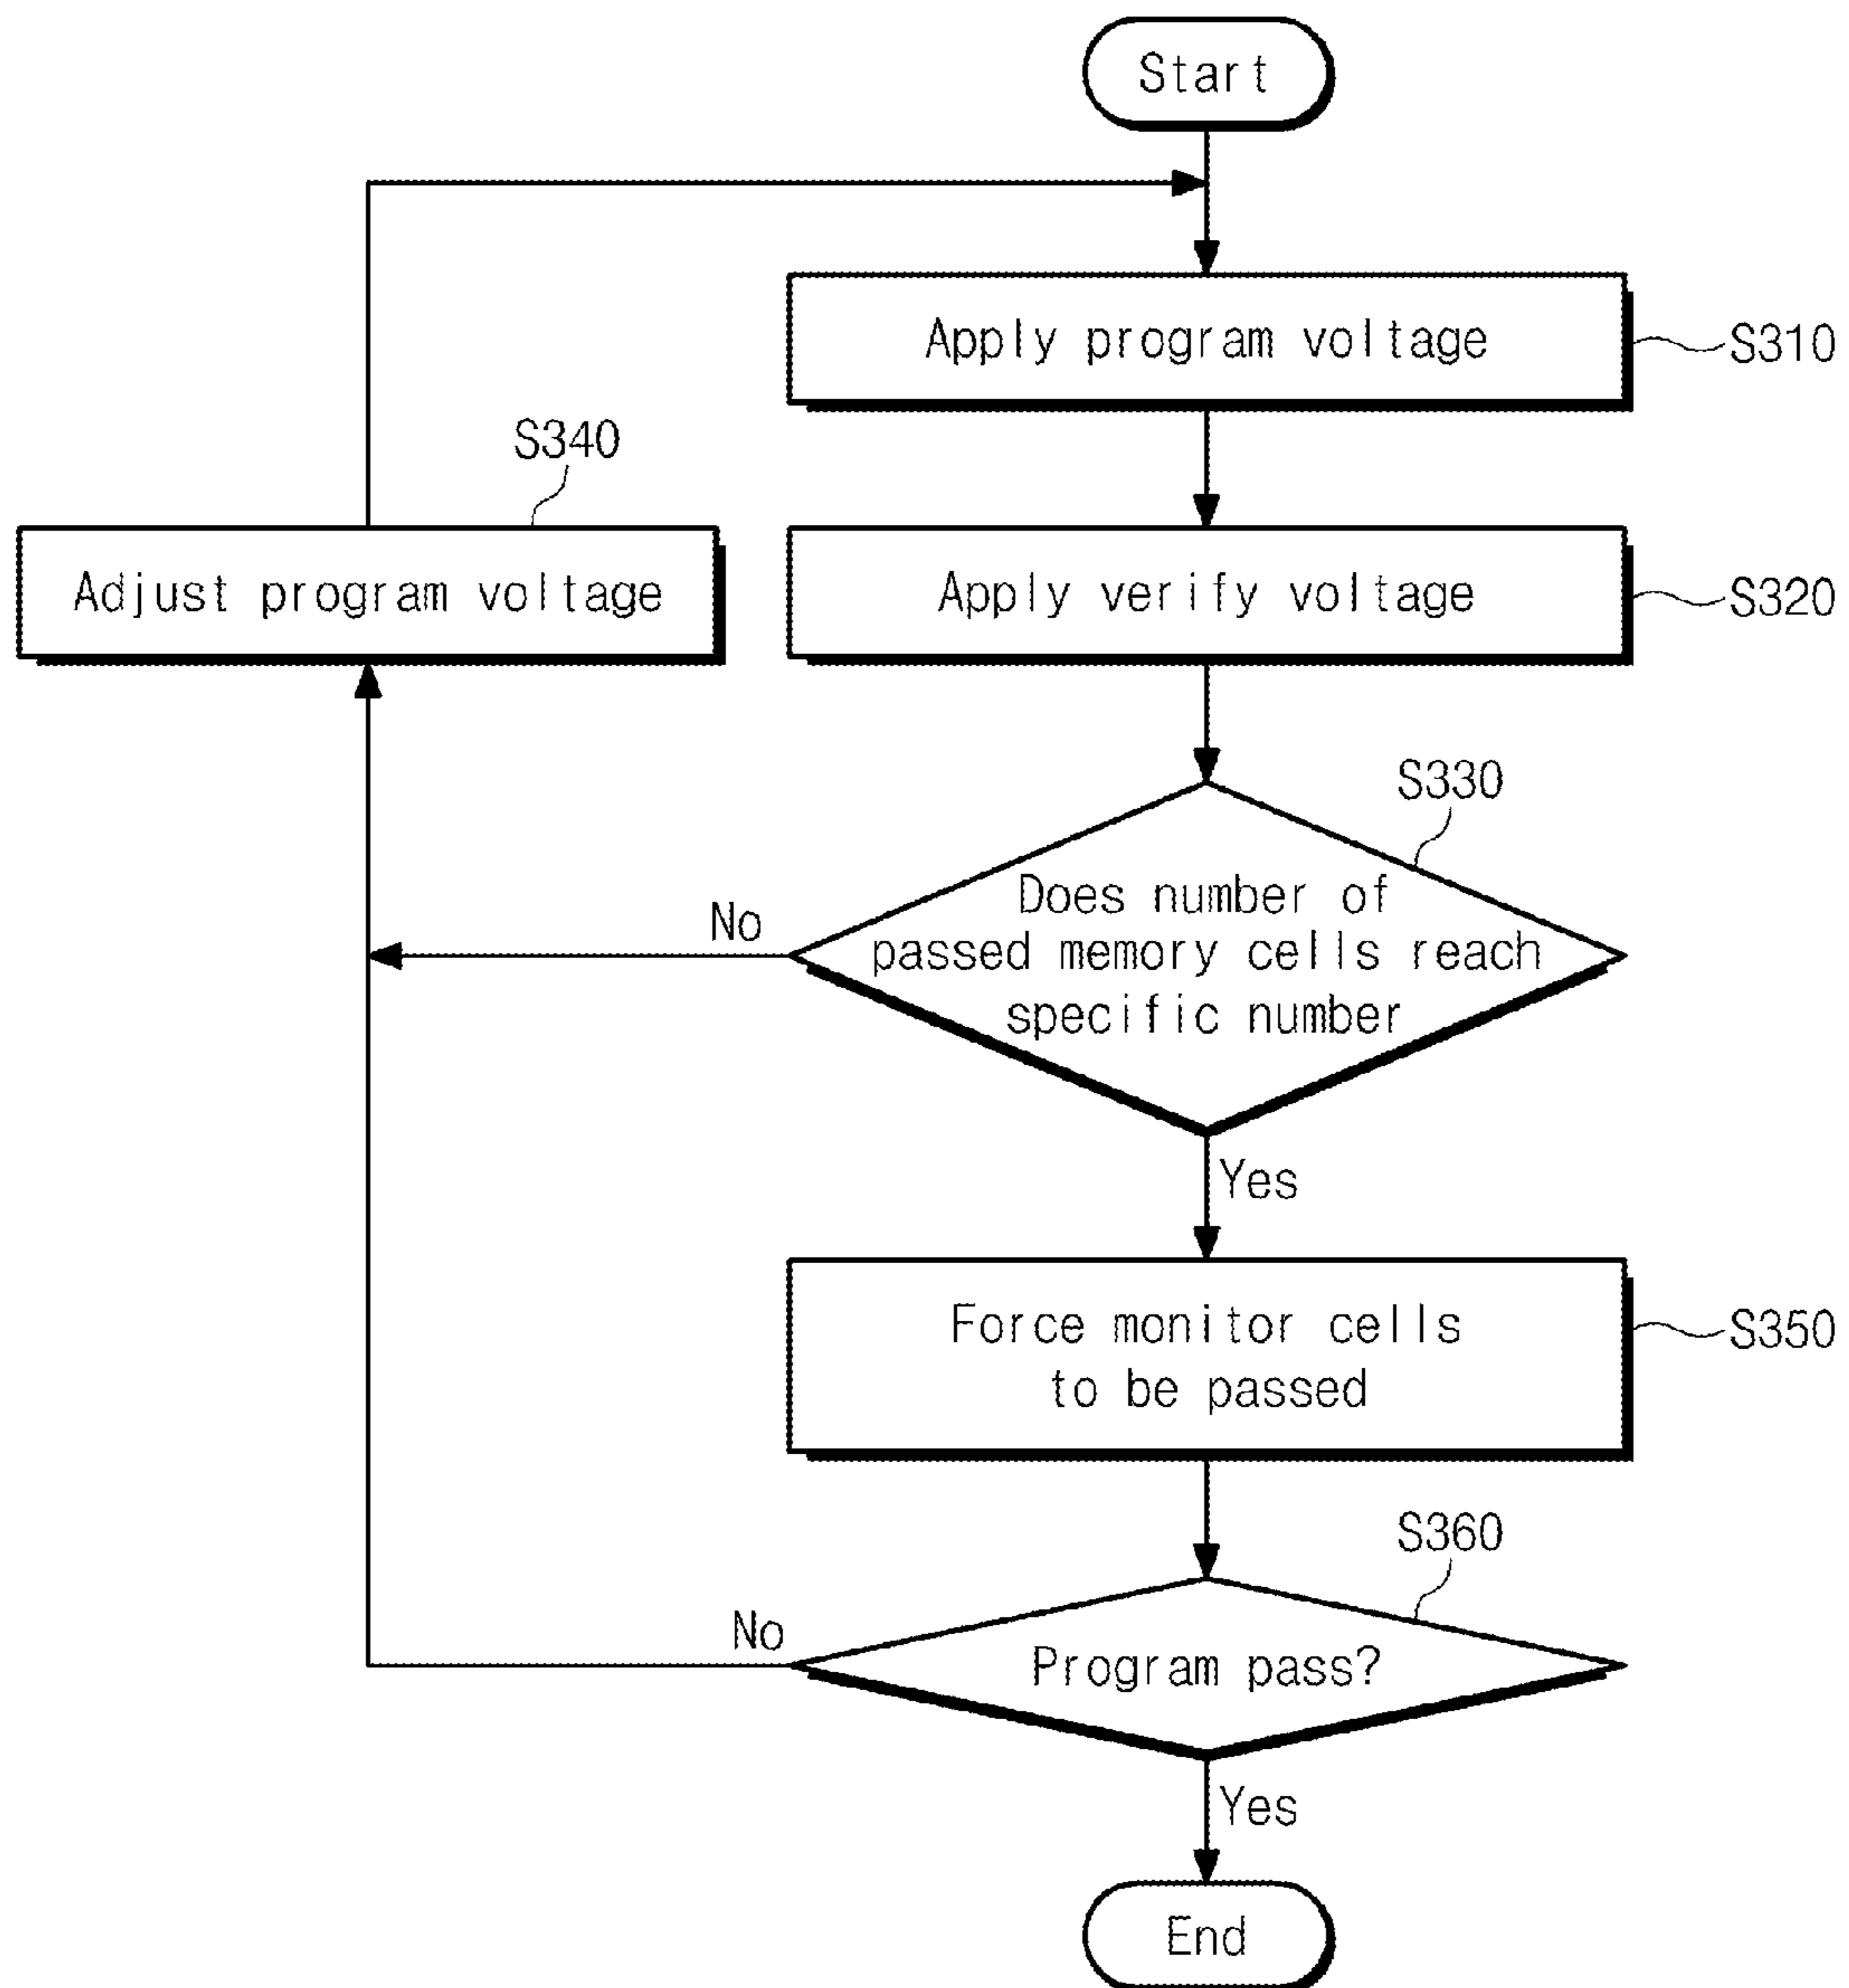 Start
Apply program voltage
S310
S340
Adjust program voltage
Apply verify voltage
S320
S330
Does number of
passed memory cells reach
specific number
No
Yes
Force monitor cells
to be passed
S350
S360
No
Program pass?
Yes
End